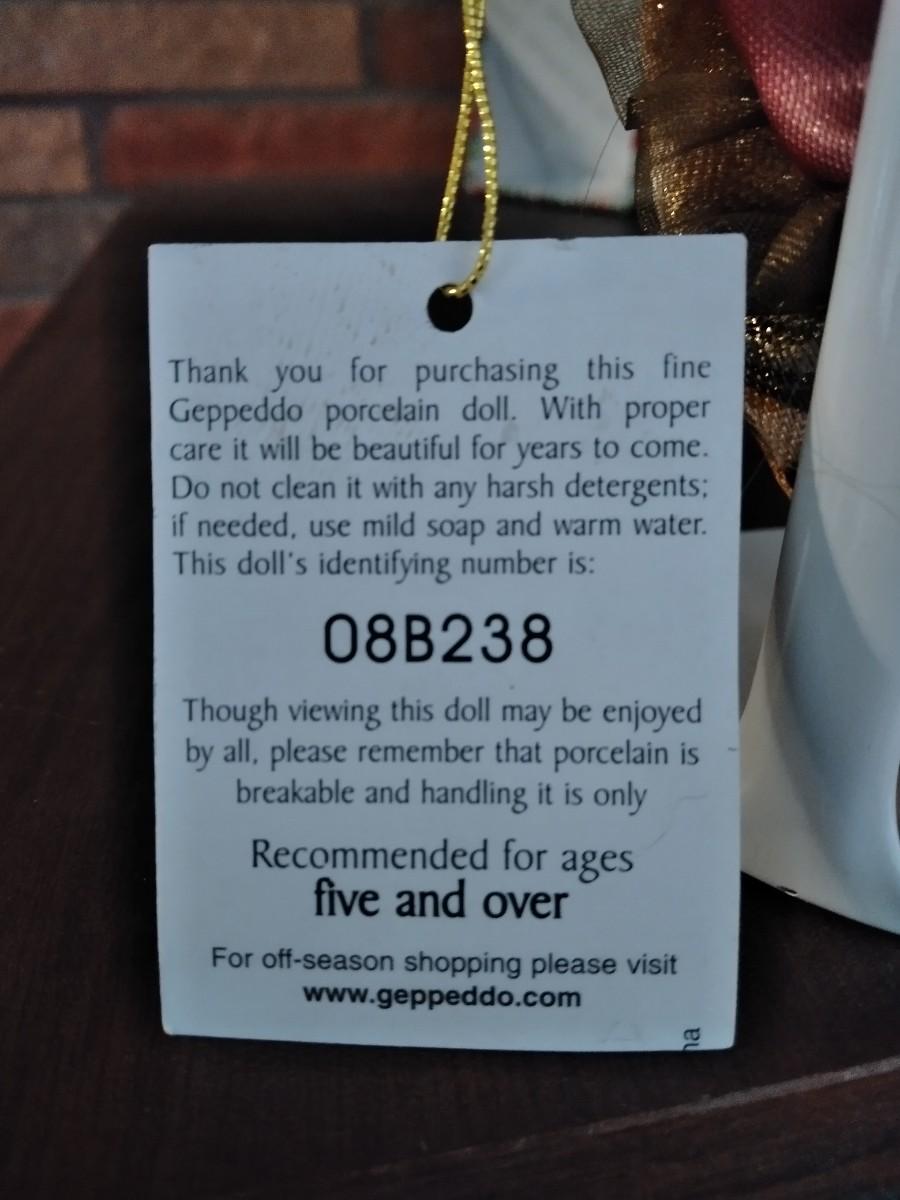 Thank you for purchasing this fine
Geppeddo porcelain doll. With proper
care it will be beautiful for years to come.
Do not clean it with any harsh detergents;
if needed, use mild soap and warm water.
This doll's identifying number is:
08B238
Though viewing this doll may be enjoyed
by all, please remember that porcelain is
breakable and handling it is only
Recommended for ages
five and over
For off-season shopping please visit
www.geppeddo.com